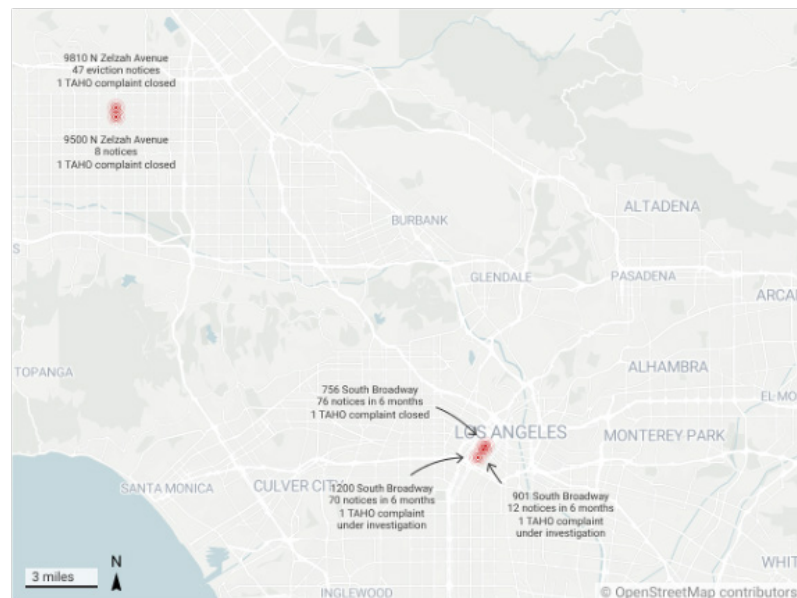 9810 N Zelzah Avenue
47 eviction notices
1 TAHO complaint closed
9500 N Zelzah Avenue
8 notices
1 TAHO complaint closed
BURBANK
ALTADENA
GLENDALE
PASADENA
ARCA
TOPANGA
ALHAMBRA
756 South Broadway
76 notices in 6 months
1 TAHO complaint closed
EL MO
LOS ANGELES
MONTEREY PARK
SANTA MONICA
CULVER CITY
1200 South Broadway
70 notices in 6 months
1 TAHO complaint
under investigation
901 South Broadway
12 notices in 6 months
1 TAHO complaint
under investigation
WHIT
N
3 miles
INGLEWOOD
© OpenStreetMap contributors